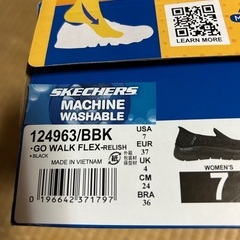 LEARN MORE
SKECHERS
MACHINE
WASHABLE
124963/BBK
-GO WALK FLEX-RELISH
*BLACK
MADE IN VIETNAM
0 196642 371797
USA
7
EUR
37
UK
4
CM
24
BRA
36
WOMEN'S
7